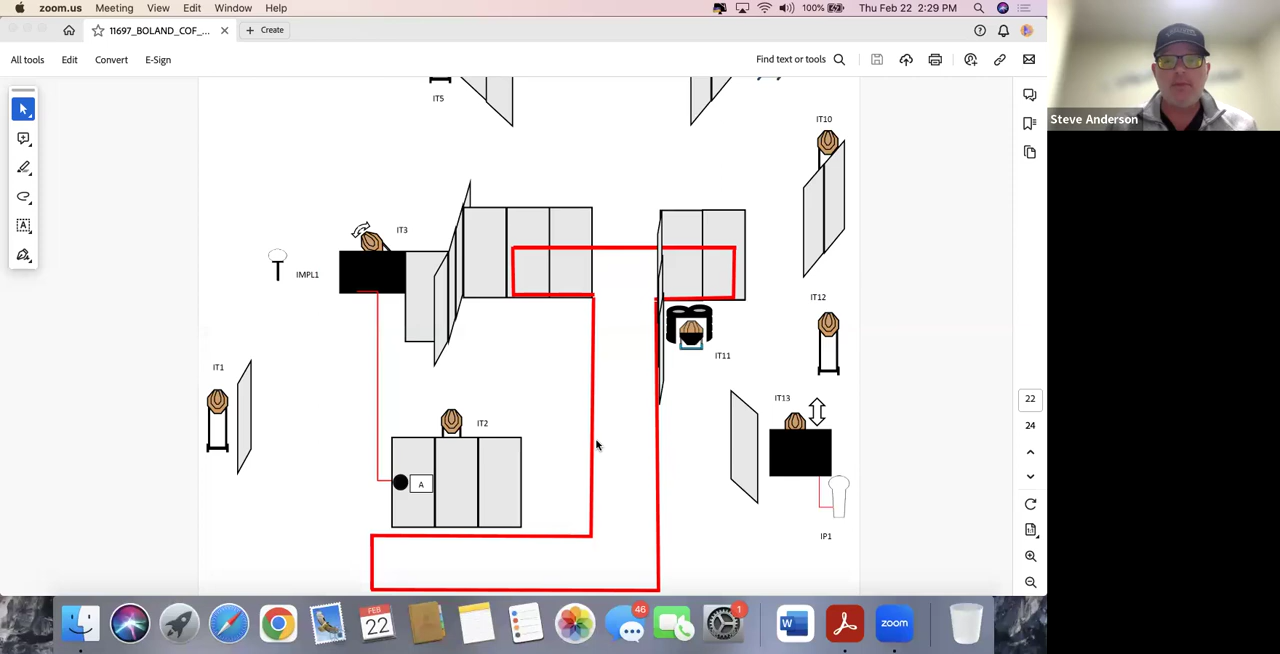 zoom.us Meeting View Edit Window Help 100% Thu Feb 22 2:29 PM
11697_BOLAND_COF_... Create
All tools Edit Convert E-Sign Find text or tools
Steve Anderson
IT5
IT10
IT3
IMPL1
IT12
IT11
IT1
IT13
22
IT2
24
A
IP1
FEB
22
46
1
W
zoom